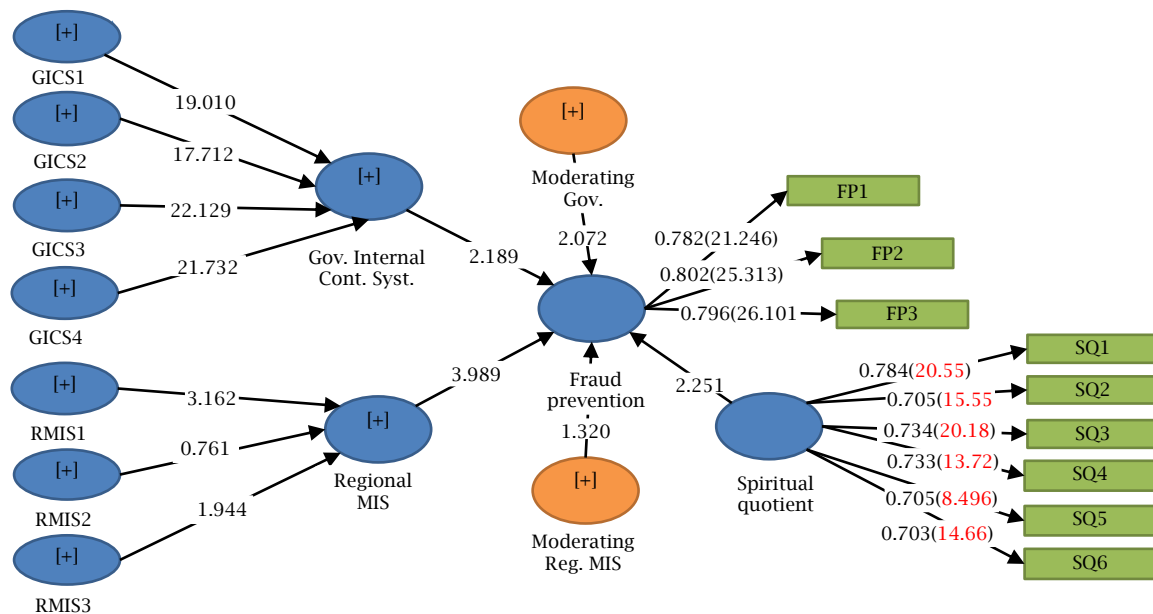 [+]
GICS1
[+]
GICS2
[+]
GICS3
[+]
GICS4
19.010
17.712
22.129
21.732
[+]
Gov. Internal
Cont. Syst.
2.189
[+]
RMIS1
[+]
RMIS2
[+]
RMIS3
3.162
0.761
1.944
[+]
Regional
MIS
3.989
[+]
Moderating
Gov.
2.072
Fraud
prevention
1.320
[+]
Moderating
Reg. MIS
0.782(21.246)
0.802(25.313)
0.796(26.101
FP1
FP2
FP3
2.251
Spiritual
quotient
0.784(20.55)
0.705(15.55
0.734(20.18)
0.733(13.72)
0.705(8.496)
0.703(14.66)
SQ1
SQ2
SQ3
SQ4
SQ5
SQ6